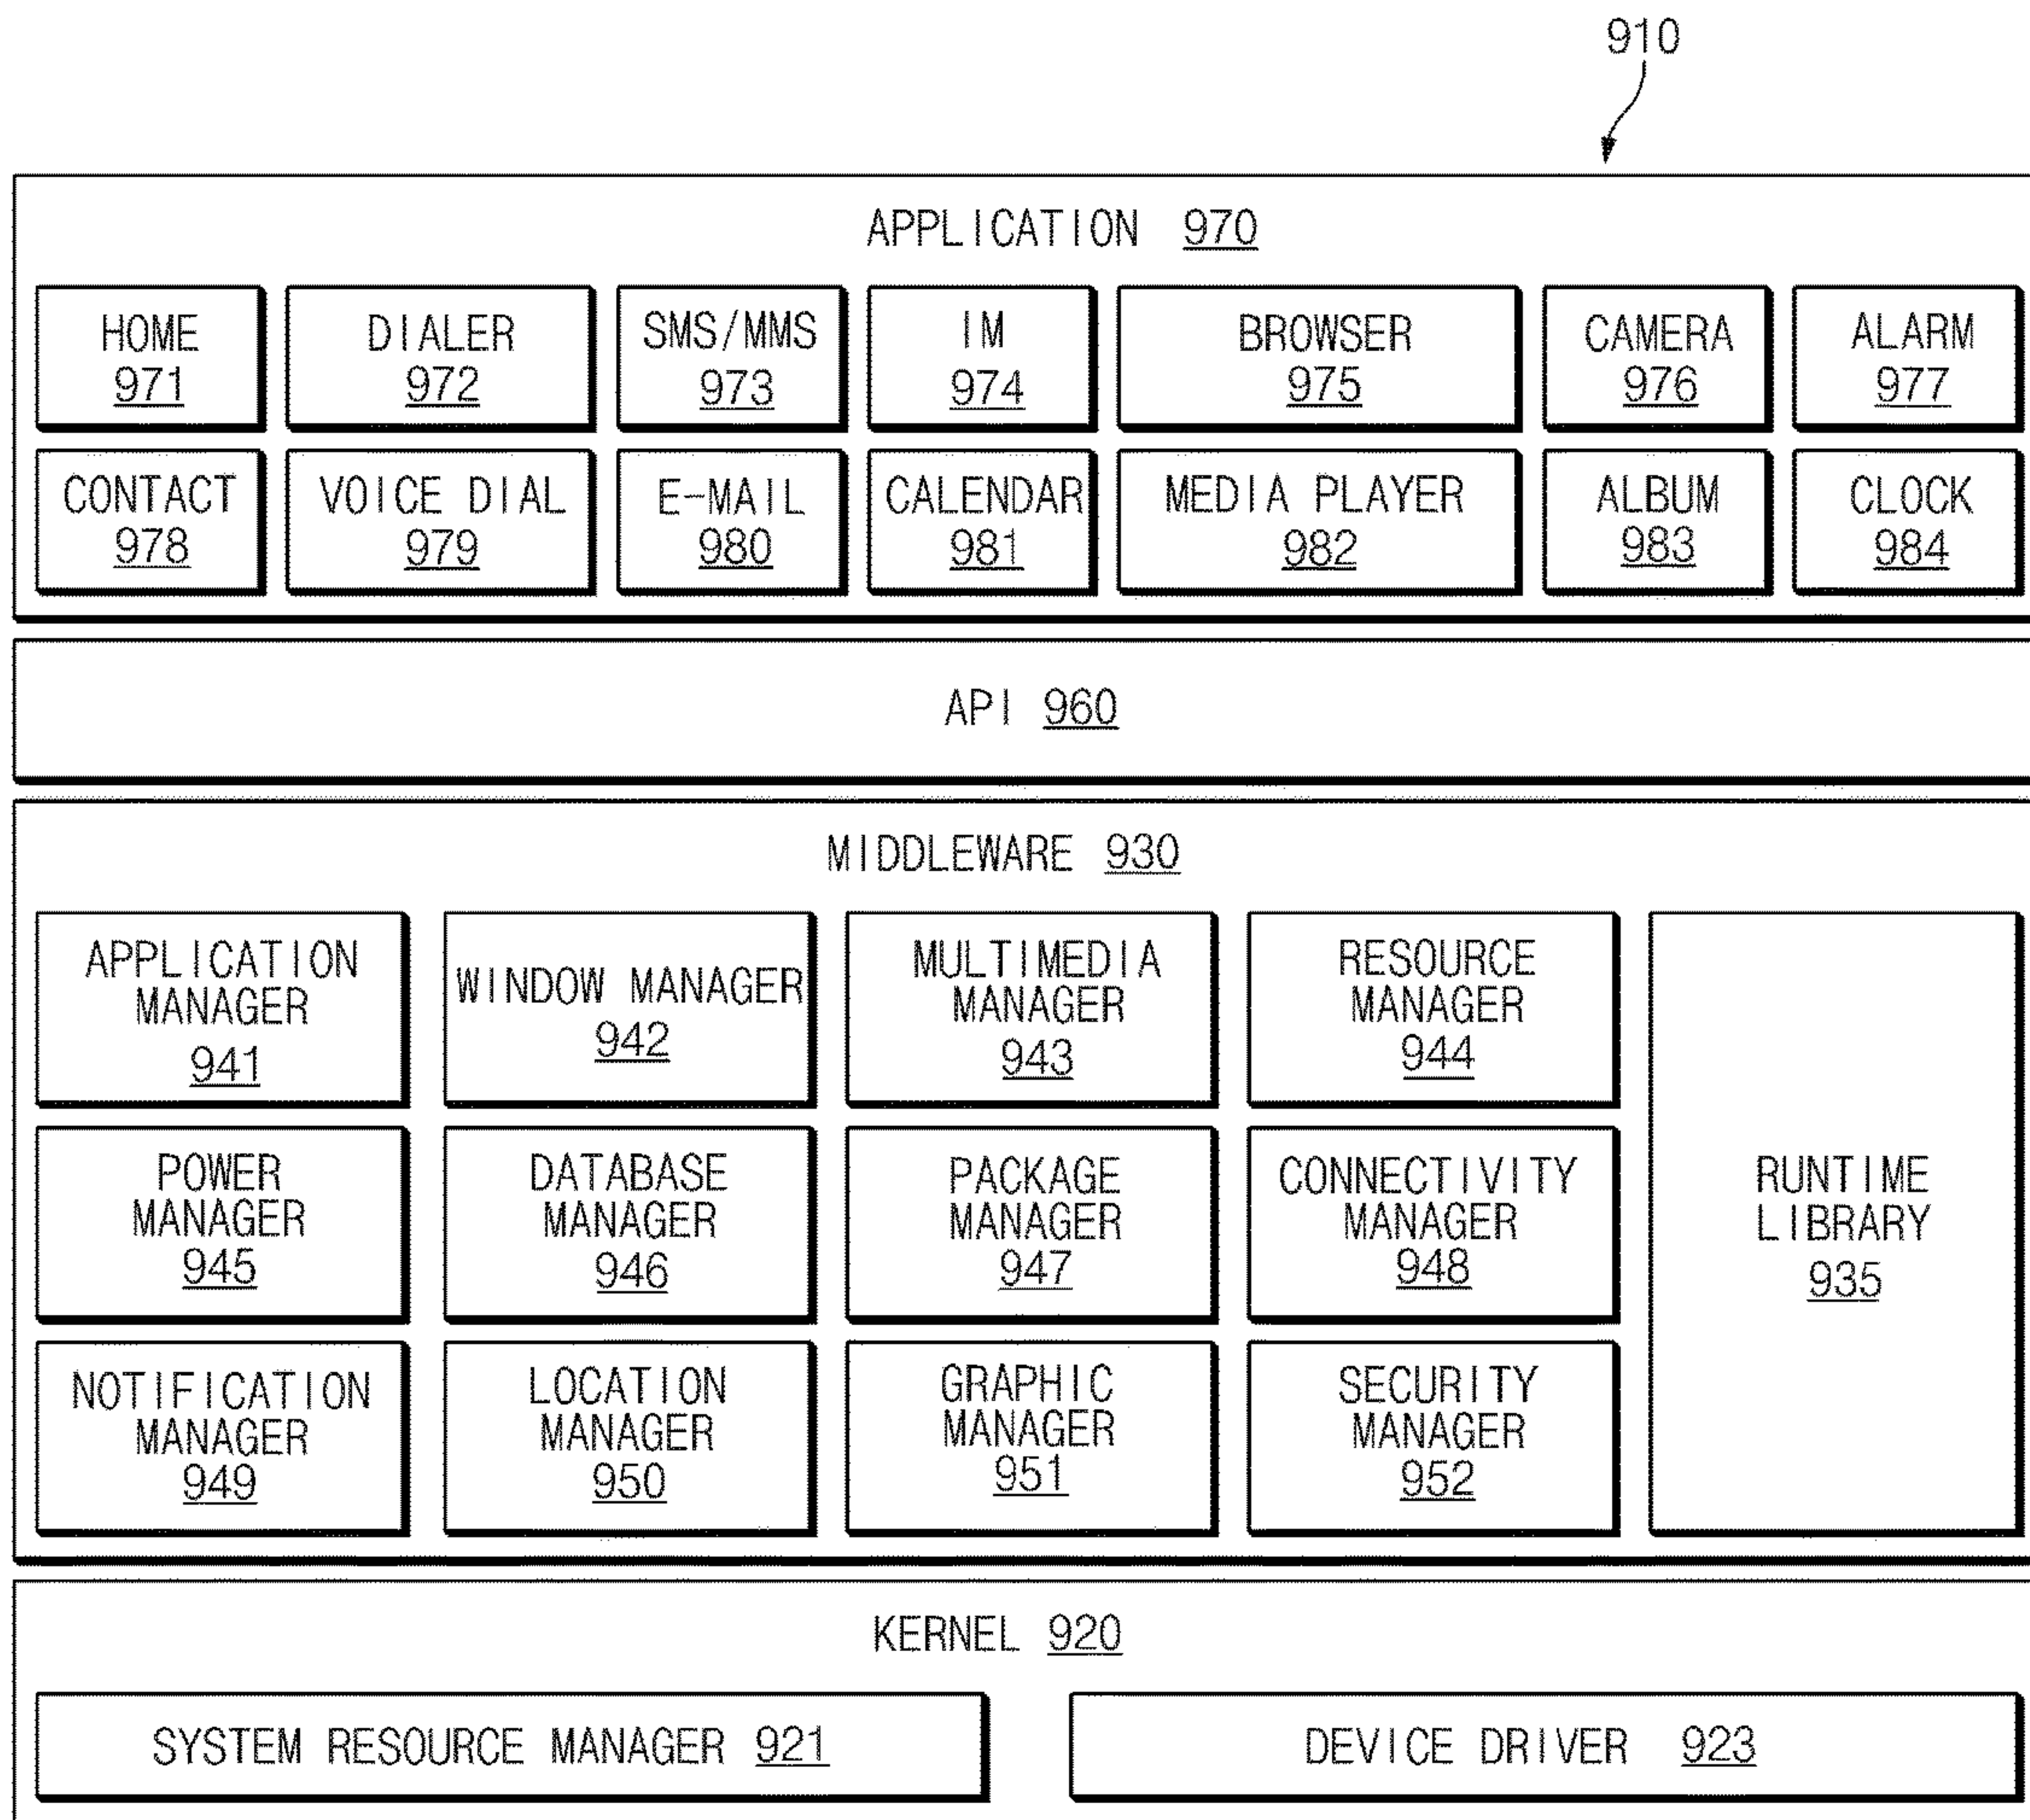 910
APPLICATION 970
HOME
971
DIALER
972
SMS/MMS
973
IM
974
BROWSER
975
CAMERA
976
ALARM
977
CONTACT
978
VOICE DIAL
979
E-MAIL
980
CALENDAR
981
MEDIA PLAYER
982
ALBUM
983
CLOCK
984
API 960
MIDDLEWARE 930
APPLICATION
MANAGER
941
WINDOW MANAGER
942
MULTIMEDIA
MANAGER
943
RESOURCE
MANAGER
944
POWER
MANAGER
945
DATABASE
MANAGER
946
PACKAGE
MANAGER
947
CONNECTIVITY
MANAGER
948
NOTIFICATION
MANAGER
949
LOCATION
MANAGER
950
GRAPHIC
MANAGER
951
SECURITY
MANAGER
952
RUNTIME
LIBRARY
935
KERNEL 920
SYSTEM RESOURCE MANAGER 921
DEVICE DRIVER 923